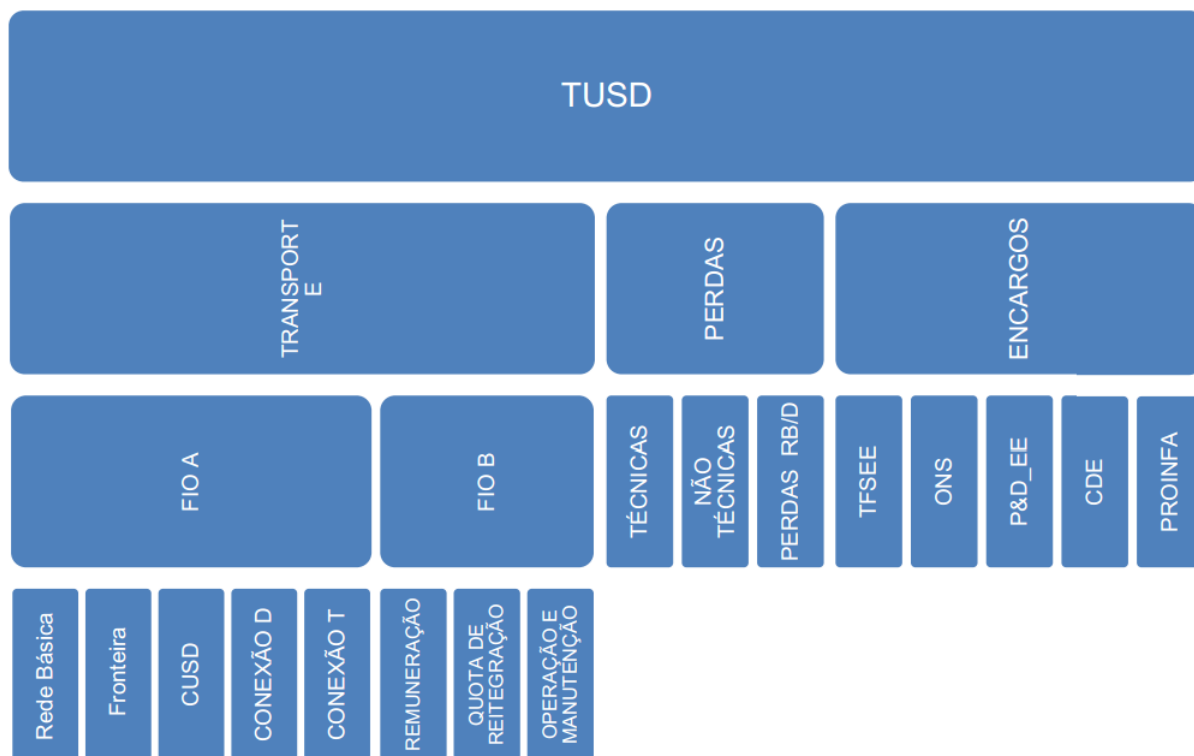 TUSD
TRANSPORT
E
PERDAS
ENCARGOS
FIO A
FIO B
TÉCNICAS
NÃO
TÉCNICAS
PERDAS RB/D
TFSEE
ONS
P&D_EE
CDE
PROINFA
Rede Básica
Fronteira
CUSD
CONEXÃO D
CONEXÃO T
REMUNERAÇÃO
QUOTA DE
REITEGRAÇÃO
OPERAÇÃO E
MANUTENÇÃO